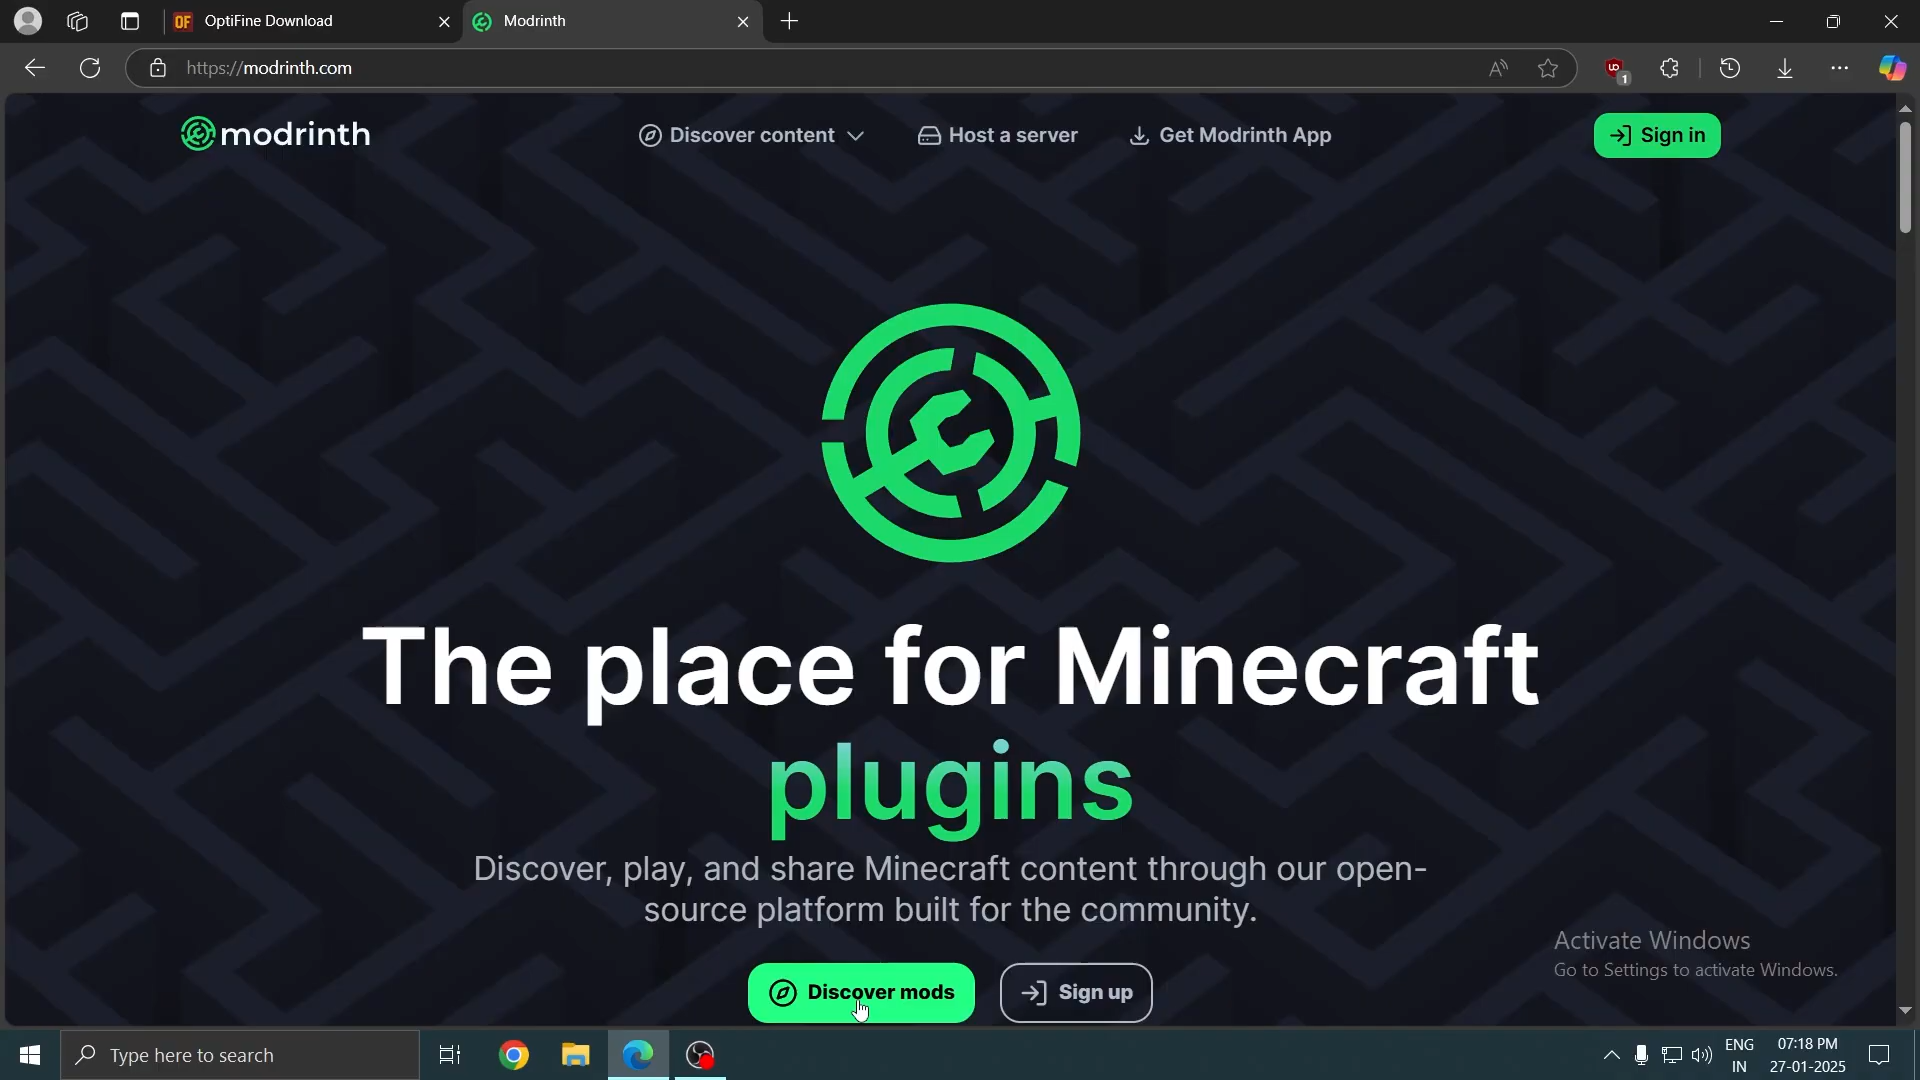 OptiFine Download
Modrinth
https://modrinth.com
1
modrinth
Discover content
Host a server
Get Modrinth App
Sign in
The place for Minecraft
plugins
Discover, play, and share Minecraft content through our open-
source platform built for the community.
Activate Windows
Go to Settings to activate Windows.
Discover mods
Sign up
Type here to search
ENG
IN
07:18 PM
27-01-2025